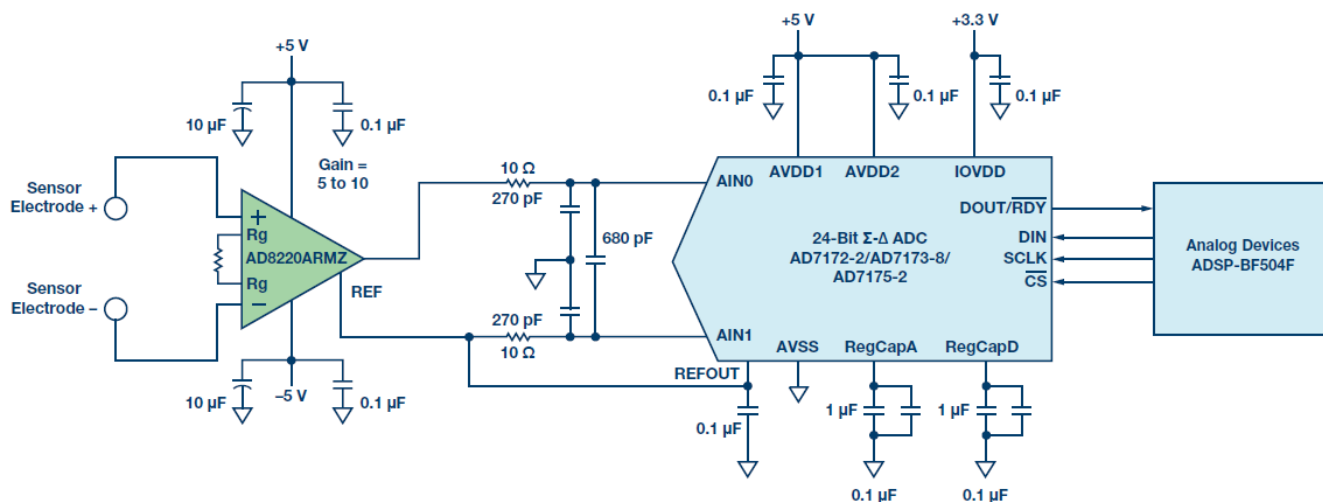 +5 V
10 µF
0.1 µF
Gain =
5 to 10
Sensor
Electrode +
Sensor
Electrode –
+
Rg
AD8220ARMZ
Rg
–
REF
10 µF
–5 V
0.1 µF
10 Ω
270 pF
680 pF
270 pF
10 Ω
REFOUT
0.1 µF
+5 V
+3.3 V
0.1 µF
0.1 µF
0.1 µF
AIN0
AVDD1
AVDD2
IOVDD
DOUT/RDY
DIN
SCLK
CS
24-Bit Σ-Δ ADC
AD7172-2/AD7173-8/
AD7175-2
AIN1
AVSS
RegCapA
RegCapD
1 µF
0.1 µF
1 µF
0.1 µF
Analog Devices
ADSP-BF504F